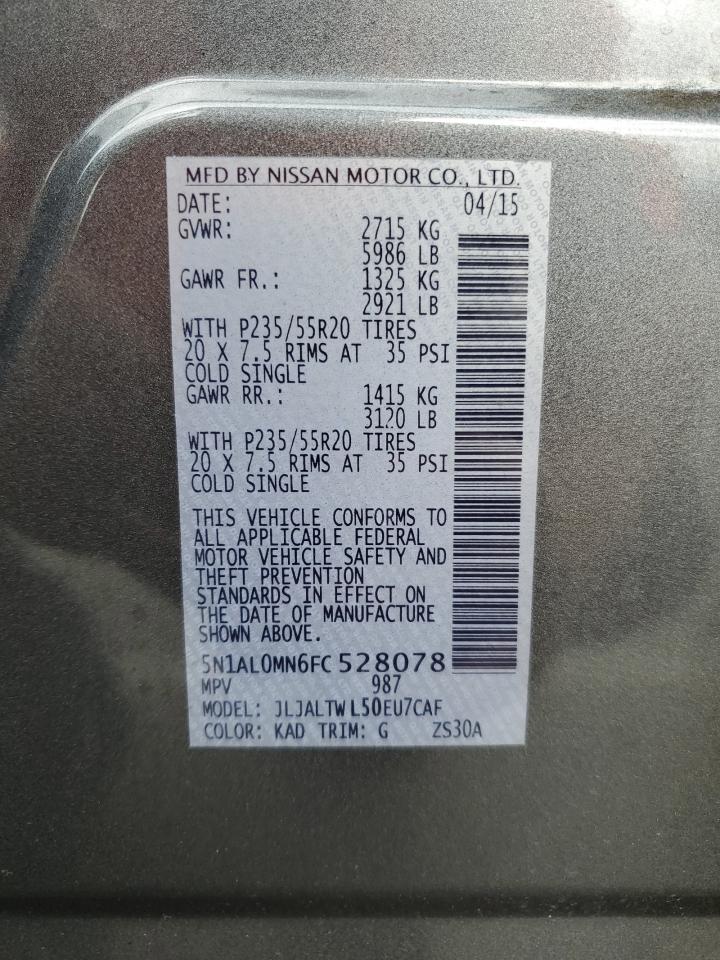 MFD BY NISSAN MOTOR CO., LTD.
DATE: 04/15
GVWR: 2715 KG
5986 LB
GAWR FR.: 1325 KG
2921 LB
WITH P235/55R20 TIRES
20 X 7.5 RIMS AT 35 PSI
COLD SINGLE
GAWR RR.: 1415 KG
3120 LB
WITH P235/55R20 TIRES
20 X 7.5 RIMS AT 35 PSI
COLD SINGLE
THIS VEHICLE CONFORMS TO
ALL APPLICABLE FEDERAL
MOTOR VEHICLE SAFETY AND
THEFT PREVENTION
STANDARDS IN EFFECT ON
THE DATE OF MANUFACTURE
SHOWN ABOVE.
5N1AL0MN6FC 528078
MPV 987
MODEL: JLJALTW L50EU7CAF
COLOR: KAD TRIM: G ZS30A